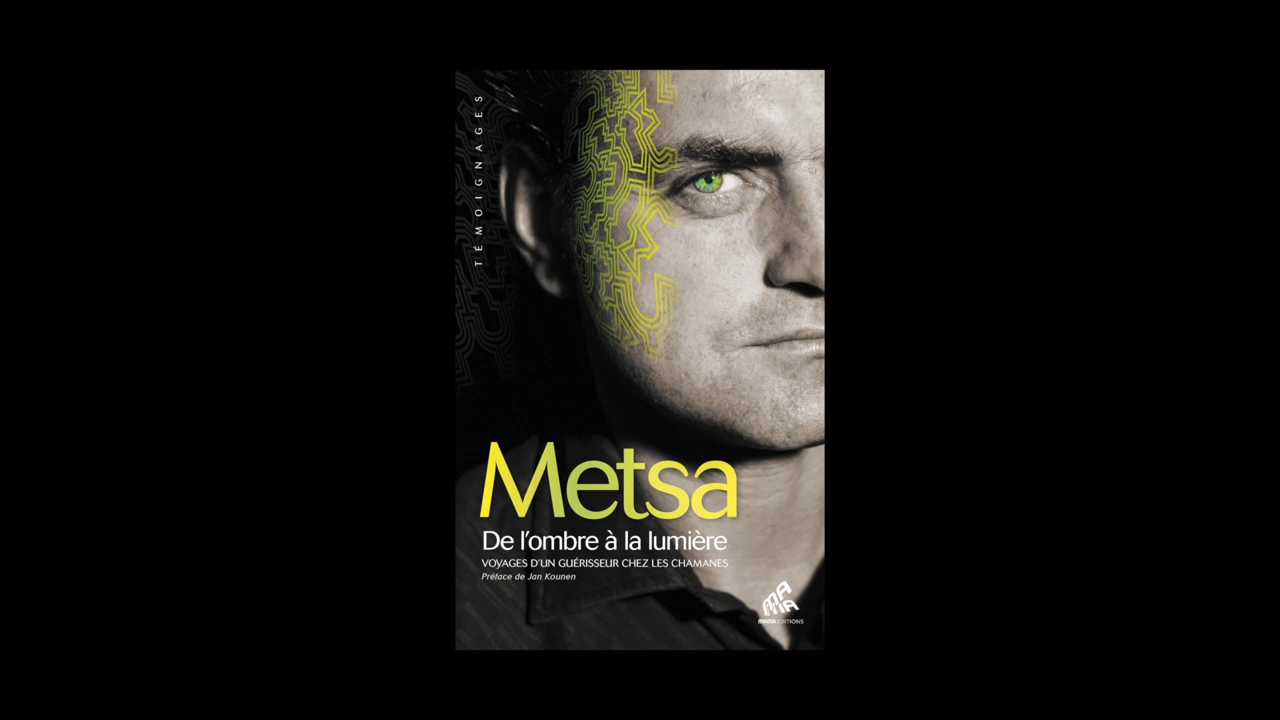 TÉMOIGNAGES
Metsa
De l'ombre à la lumière
VOYAGES D'UN GUÉRISSEUR CHEZ LES CHAMANES
Préface de Jan Kounen
MAMA
MAMA EDITIONS